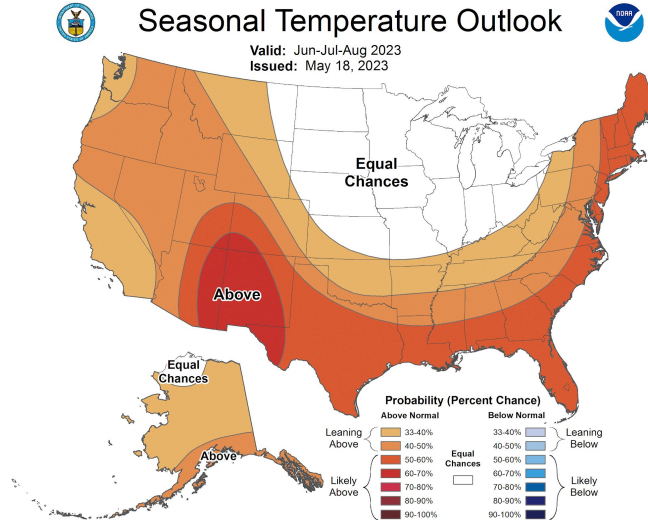 Seasonal Temperature Outlook
NOAA
Valid: Jun-Jul-Aug 2023
Issued: May 18, 2023
Equal
Chances
Above
Equal
Chances
Above
Probability (Percent Chance)
Above Normal
Below Normal
Leaning
Above
33-40%
40-50%
Likely
Above
50-60%
60-70%
70-80%
80-90%
90-100%
Equal
Chances
33-40%
40-50%
Leaning
Below
50-60%
60-70%
70-80%
80-90%
90-100%
Likely
Below